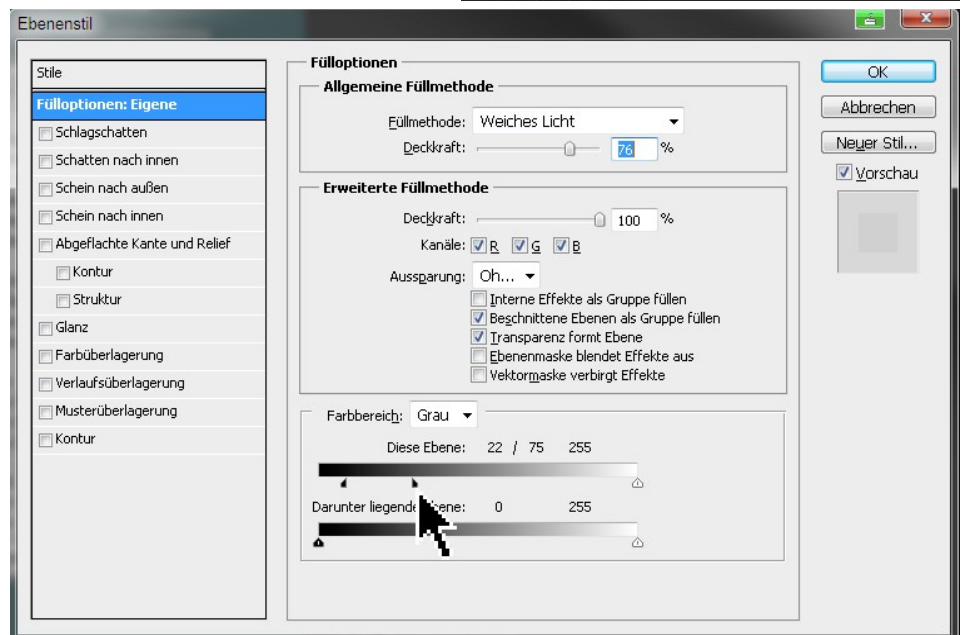 Ebenenstil
Stile
Fülloptionen: Eigene
Schlagschatten
Schatten nach innen
Schein nach außen
Schein nach innen
Abgeflachte Kante und Relief
Kontur
Struktur
Glanz
Farbüberlagerung
Verlaufsüberlagerung
Musterüberlagerung
Kontur
Fülloptionen
Allgemeine Füllmethode
Füllmethode: Weiches Licht
Deckkraft: 76 %
Erweiterte Füllmethode
Deckkraft: 100 %
Kanäle: R G B
Aussparung: Oh...
Interne Effekte als Gruppe füllen
Beschnittene Ebenen als Gruppe füllen
Transparenz formt Ebene
Ebenenmaske blendet Effekte aus
Vektormaske verbirgt Effekte
Farbbereich: Grau
Diese Ebene: 22 / 75 255
Darunter liegende 0 255
OK
Abbrechen
Neuer Stil...
Vorschau